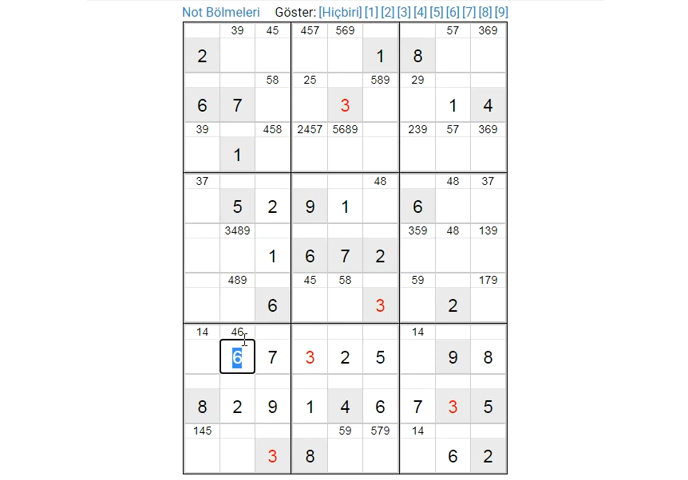 Not Bölmeleri Göster: [Hiçbiri] [1] [2] [3] [4] [5] [6] [7] [8] [9]
39 45 457 569 57 369
2 1 8
58 25 589 29
6 7 3 1 4
39 458 2457 5689 239 57 369
1
37 48 48 37
5 2 9 1 6
3489 359 48 139
1 6 7 2
489 45 58 59 179
6 3 2
14 46 14
6 7 3 2 5 9 8
8 2 9 1 4 6 7 3 5
145 59 579 14
3 8 6 2